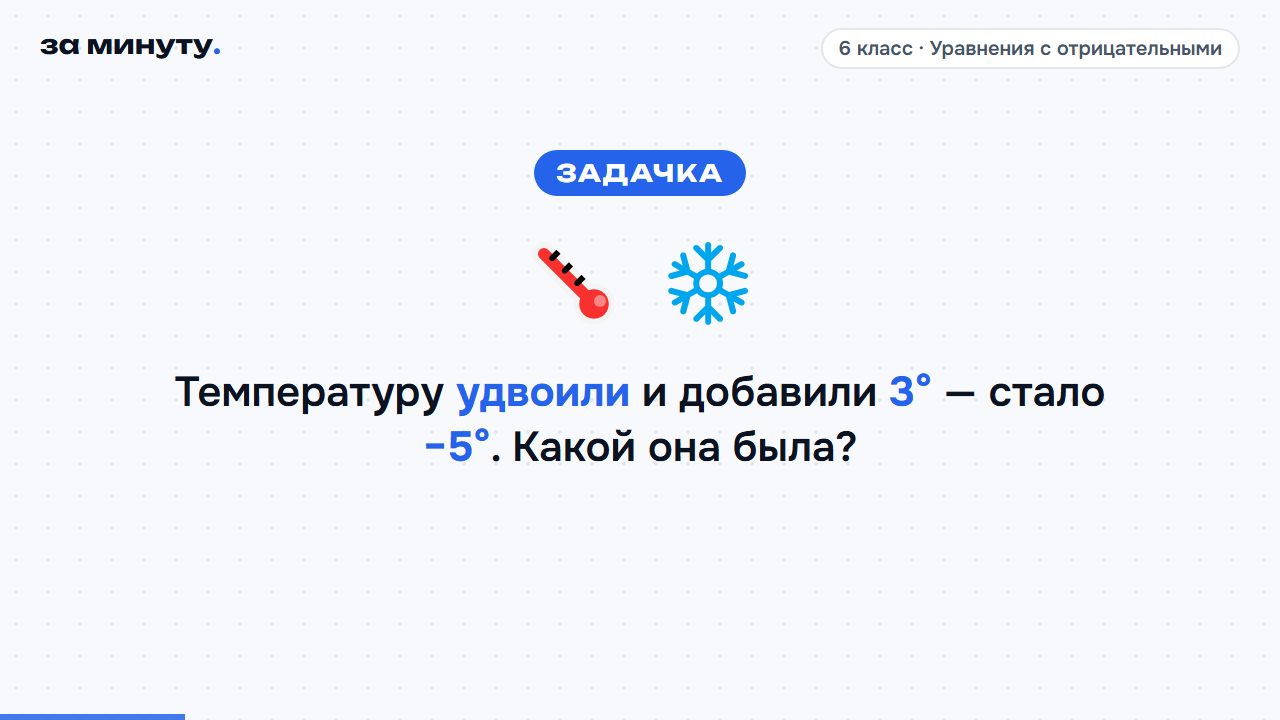 за минуту.
6 класс · Уравнения с отрицательными
ЗАДАЧКА
Температуру удвоили и добавили 3° — стало
−5°. Какой она была?